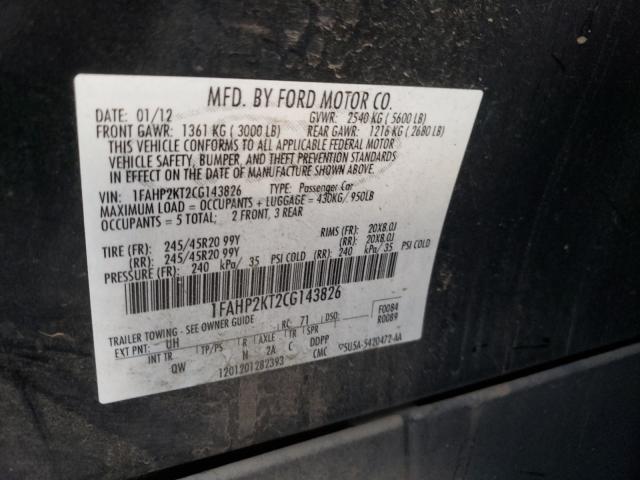 MFD. BY FORD MOTOR CO.
DATE: 01/12 GVWR: 2540 KG ( 5600 LB)
FRONT GAWR: 1361 KG ( 3000 LB) REAR GAWR: 1216 KG ( 2680 LB)
THIS VEHICLE CONFORMS TO ALL APPLICABLE FEDERAL MOTOR
VEHICLE SAFETY, BUMPER, AND THEFT PREVENTION STANDARDS
IN EFFECT ON THE DATE OF MANUFACTURE SHOWN ABOVE.
VIN: 1FAHP2KT2CG143826 TYPE: Passenger Car
MAXIMUM LOAD = OCCUPANTS + LUGGAGE = 430KG/ 950LB
OCCUPANTS = 5 TOTAL: 2 FRONT, 3 REAR
TIRE (FR): 245/45R20 99Y RIMS (FR): 20X8.0J
(RR): 245/45R20 99Y (RR): 20X8.0J
PRESSURE (FR): 240 kPa/ 35 PSI COLD (RR): 240 kPa/ 35 PSI COLD
1FAHP2KT2CG143826
TRAILER TOWING - SEE OWNER GUIDE RC: 71 DSO: F0084
EXT PNT: UH R0089
INT TR TP/PS R AXLE TR SPR
QW N 2A C DDPP
1201201282393 CMC 5U5A-5420472-AA